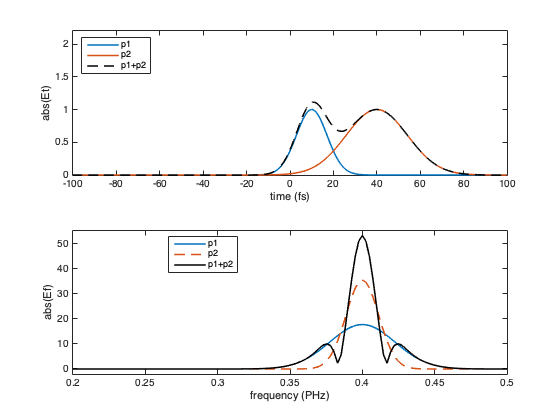 2
1.5
1
0.5
0
abs(Et)
p1
p2
p1+p2
-100 -80 -60 -40 -20 0 20 40 60 80 100
time (fs)
50
40
30
20
10
0
abs(Ef)
p1
p2
p1+p2
0.2 0.25 0.3 0.35 0.4 0.45 0.5
frequency (PHz)